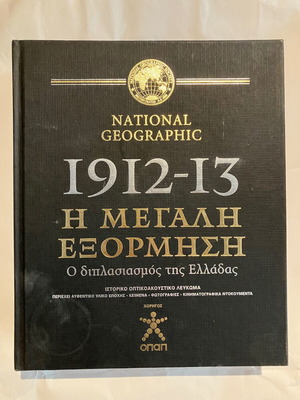 NATIONAL
GEOGRAPHIC
1912-13
Η ΜΕΓΑΛΗ
ΕΞΟΡΜΗΣΗ
Ο διπλασιασμός της Ελλάδας
ΙΣΤΟΡΙΚΟ ΟΠΤΙΚΟΑΚΟΥΣΤΙΚΟ ΛΕΥΚΩΜΑ
ΠΕΡΙΕΧΕΙ ΑΥΘΕΝΤΙΚΟ ΥΛΙΚΟ ΕΠΟΧΗΣ • ΚΕΙΜΕΝΑ • ΦΩΤΟΓΡΑΦΙΕΣ • ΚΙΝΗΜΑΤΟΓΡΑΦΙΚΑ ΝΤΟΚΟΥΜΕΝΤΑ
ΧΟΡΗΓΟΣ
οπαπ